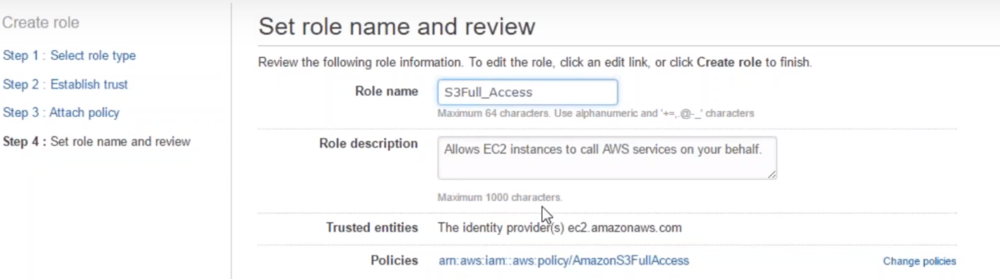 Create role
Step 1 : Select role type
Step 2 : Establish trust
Step 3 : Attach policy
Step 4 : Set role name and review
Set role name and review
Review the following role information. To edit the role, click an edit link, or click Create role to finish.
Role name S3Full_Access
Maximum 64 characters. Use alphanumeric and '+=,.@-_' characters
Role description Allows EC2 instances to call AWS services on your behalf.
Maximum 1000 characters.
Trusted entities The identity provider(s) ec2.amazonaws.com
Policies arn:aws:iam::aws:policy/AmazonS3FullAccess Change policies